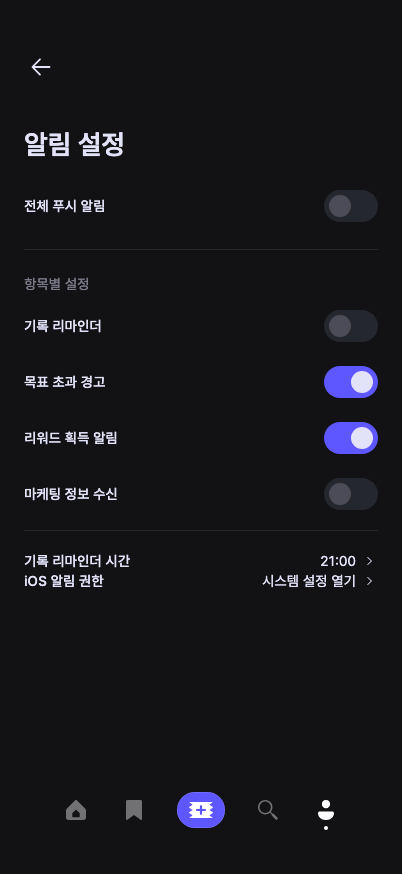 알림 설정
전체 푸시 알림
항목별 설정
기록 리마인더
목표 초과 경고
리워드 획득 알림
마케팅 정보 수신
기록 리마인더 시간 21:00
iOS 알림 권한 시스템 설정 열기